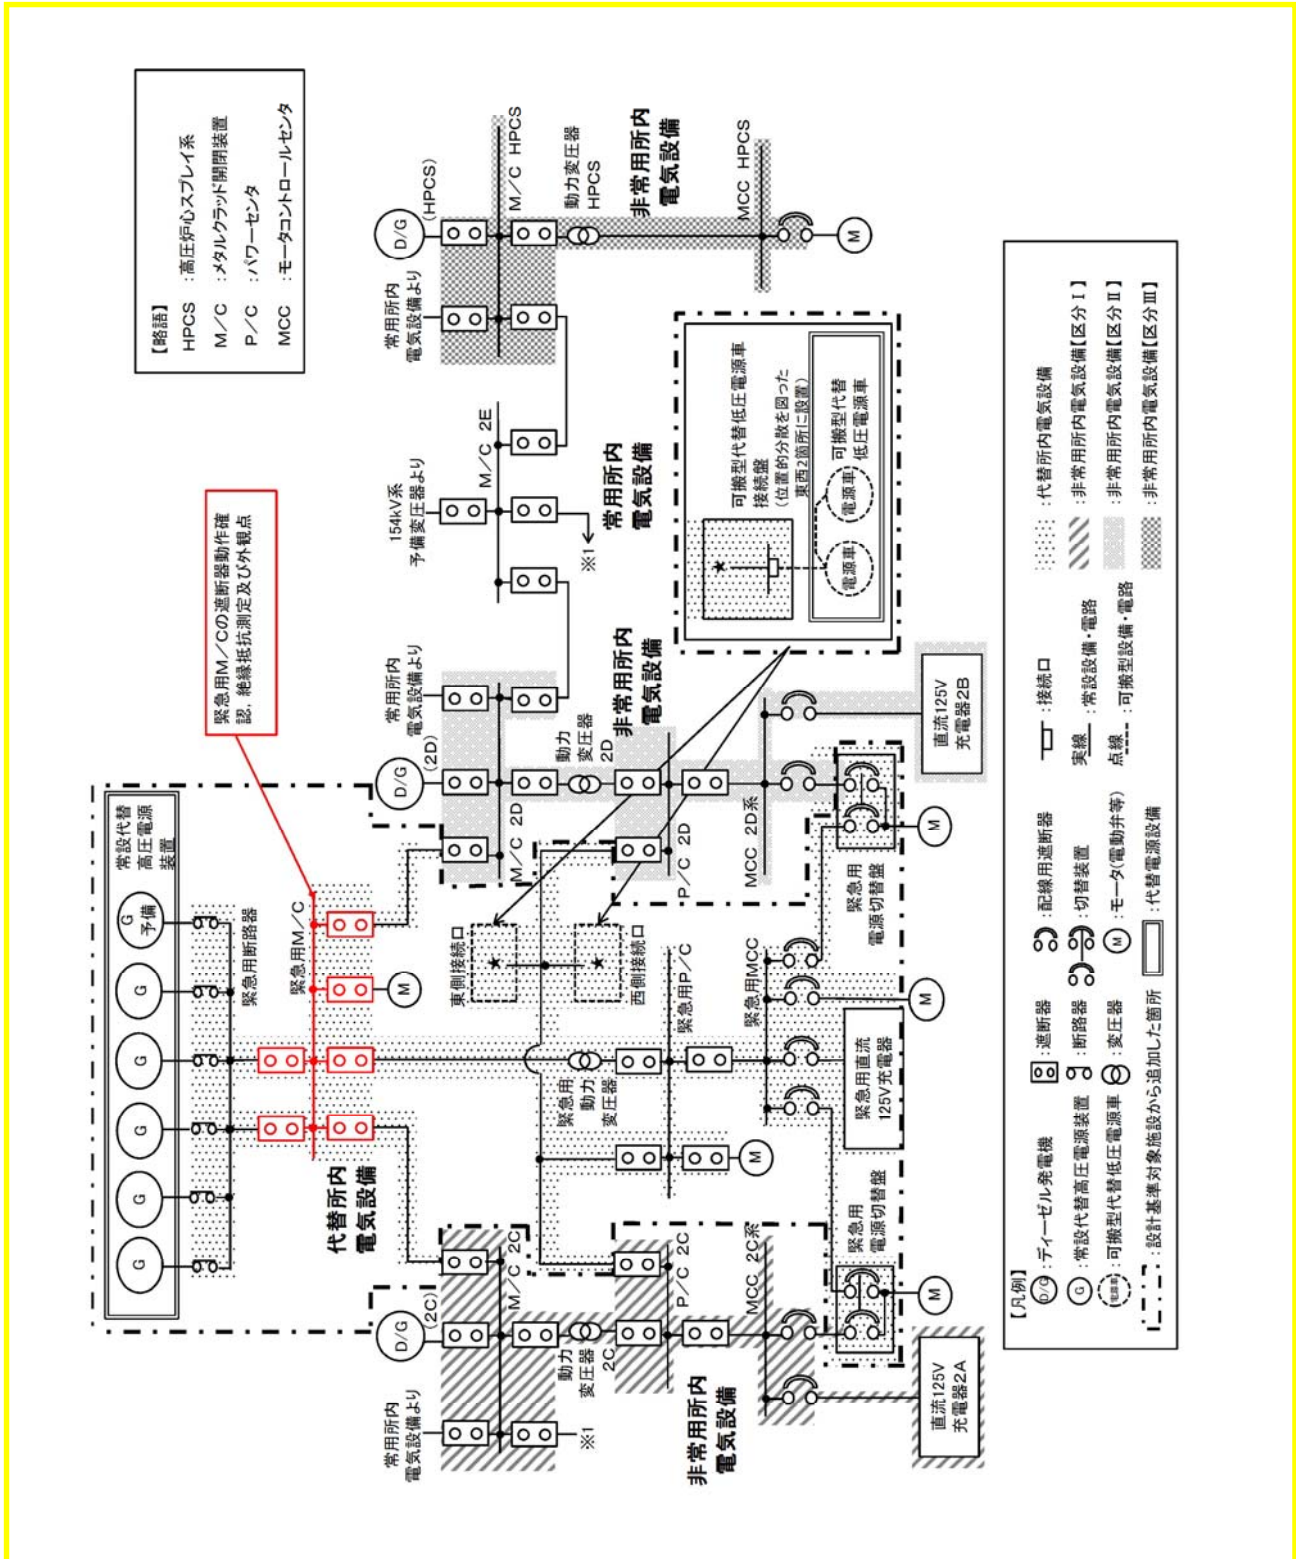 【略語】
HPCS :高圧炉心スプレイ系
M/C :メタルクラッド開閉装置
P/C :パワーセンタ
MCC :モータコントロールセンタ
緊急用M/Cの遮断器動作確
認,絶縁抵抗測定及び外観点
常設代替
高圧電源
装置
G
G
G
G
G
G
予備
緊急用断路器
緊急用M/C
M
代替所内
電気設備
常用所内
電気設備より
D/G
(2C)
M/C 2C
※1
動力
変圧器
2C
P/C 2C
MCC 2C系
非常用所内
電気設備
直流125V
充電器2A
緊急用
電源切替盤
M
緊急用
動力
変圧器
緊急用P/C
M
緊急用MCC
緊急用直流
125V充電器
M
東側接続口
西側接続口
D/G
(2D)
常用所内
電気設備より
M/C 2D
動力
変圧器
2D
P/C 2D
MCC 2D系
非常用所内
電気設備
緊急用
電源切替盤
M
直流125V
充電器2B
154kV系
予備変圧器より
M/C 2E
※1
常用所内
電気設備
可搬型代替低圧電源車
接続盤
(位置的分散を図った
東西2箇所に設置)
可搬型代替
低圧電源車
電源車
電源車
常用所内
電気設備より
D/G
(HPCS)
M/C HPCS
動力変圧器
HPCS
非常用所内
電気設備
MCC HPCS
M
【凡例】
D/G :ディーゼル発電機
G :常設代替高圧電源装置
電源車 :可搬型代替低圧電源車
:設計基準対象施設から追加した箇所
:遮断器
:断路器
:変圧器
:代替電源設備
:配線用遮断器
:切替装置
M :モータ(電動弁等)
:接続口
実線 :常設設備・電路
点線 :可搬型設備・電路
:代替所内電気設備
:非常用所内電気設備【区分Ⅰ】
:非常用所内電気設備【区分Ⅱ】
:非常用所内電気設備【区分Ⅲ】